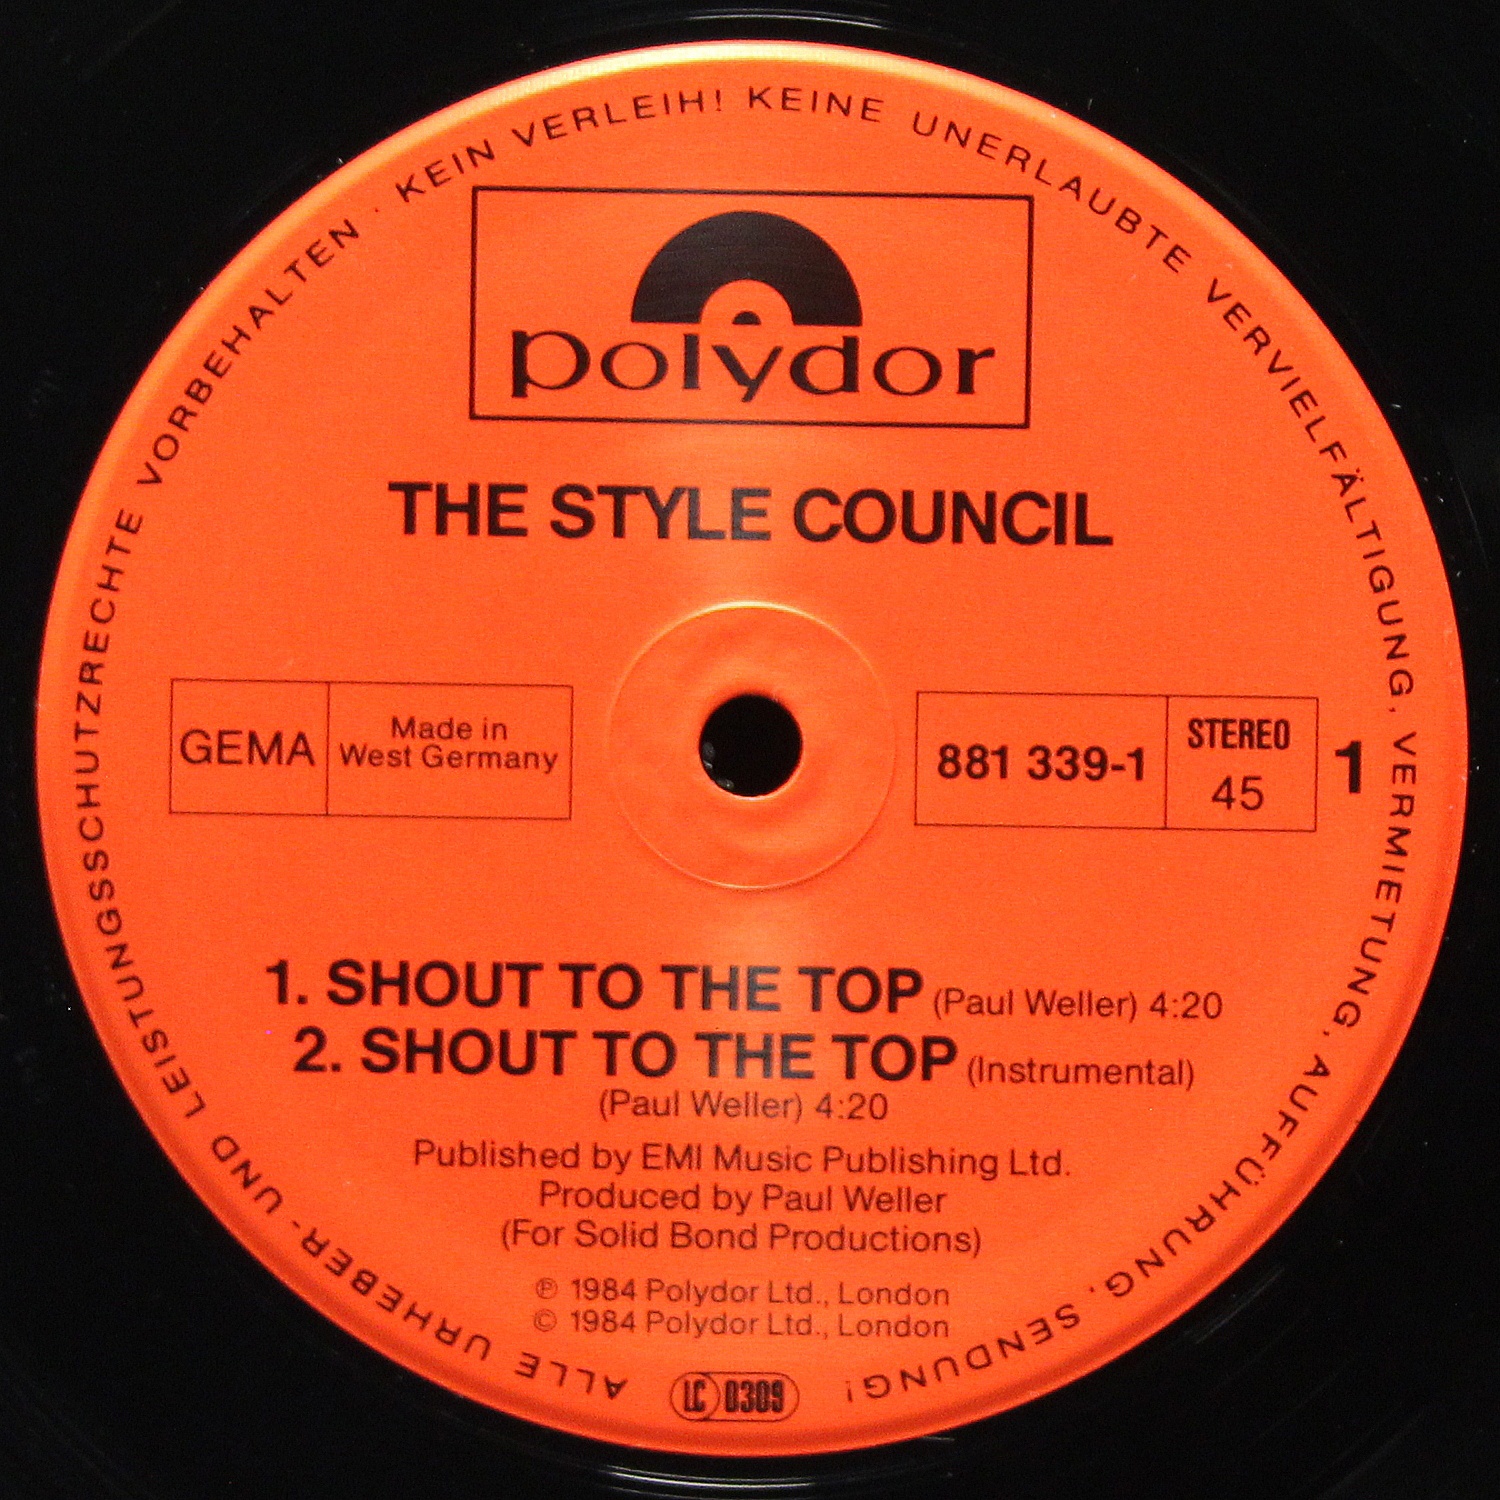 ALLE URHEBER- UND LEISTUNGSSCHUTZRECHTE VORBEHALTEN · KEIN VERLEIH! KEINE UNERLAUBTE VERVIELFÄLTIGUNG, VERMIETUNG, AUFFÜHRUNG, SENDUNG!
polydor
THE STYLE COUNCIL
GEMA
Made in
West Germany
881 339-1
STEREO
45
1
1. SHOUT TO THE TOP (Paul Weller) 4:20
2. SHOUT TO THE TOP (Instrumental)
(Paul Weller) 4:20
Published by EMI Music Publishing Ltd.
Produced by Paul Weller
(For Solid Bond Productions)
℗ 1984 Polydor Ltd., London
© 1984 Polydor Ltd., London
LC 0309